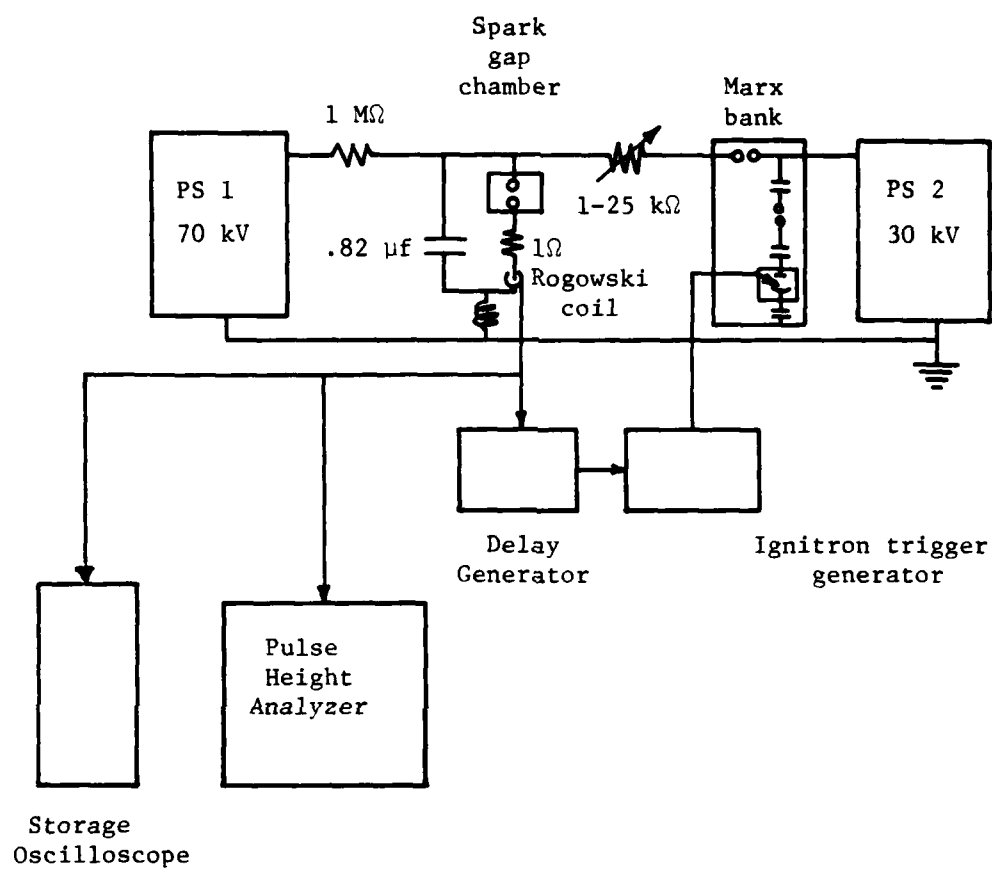 Spark
gap
chamber
Marx
bank
1 MΩ
PS 1
70 kV
1-25 kΩ
PS 2
30 kV
.82 µf
1Ω
Rogowski
coil
Delay
Generator
Ignitron trigger
generator
Pulse
Height
Analyzer
Storage
Oscilloscope